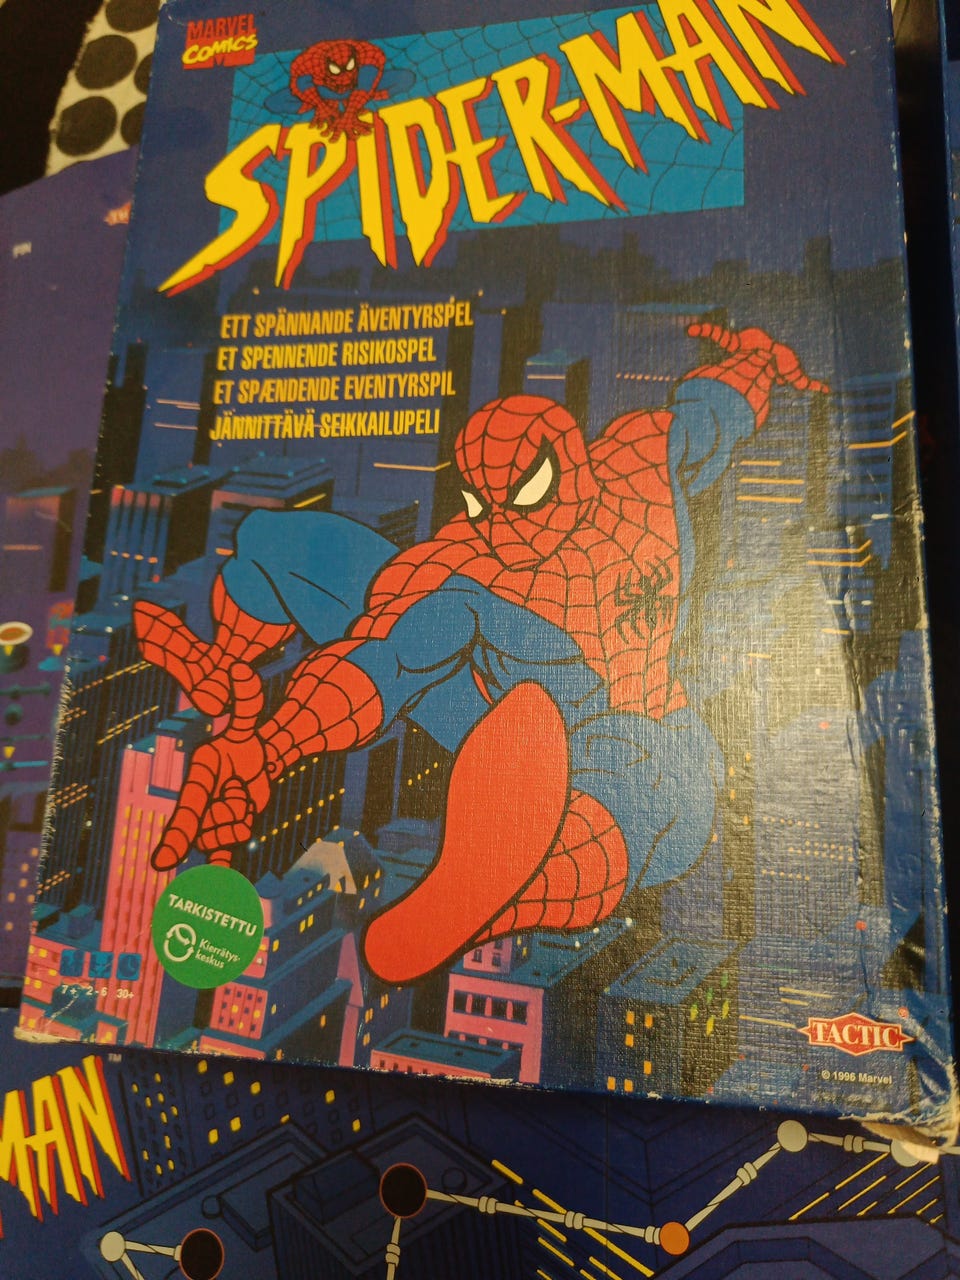 MARVEL
COMICS
SPIDER-MAN
ETT SPÄNNANDE ÄVENTYRSPEL
ET SPENNENDE RISIKOSPEL
ET SPÆNDENDE EVENTYRSPIL
JÄNNITTÄVÄ SEIKKAILUPELI
TARKISTETTU
Kierrätys-
keskus
7+ 2-6 30+
TACTIC
© 1996 Marvel
MAN